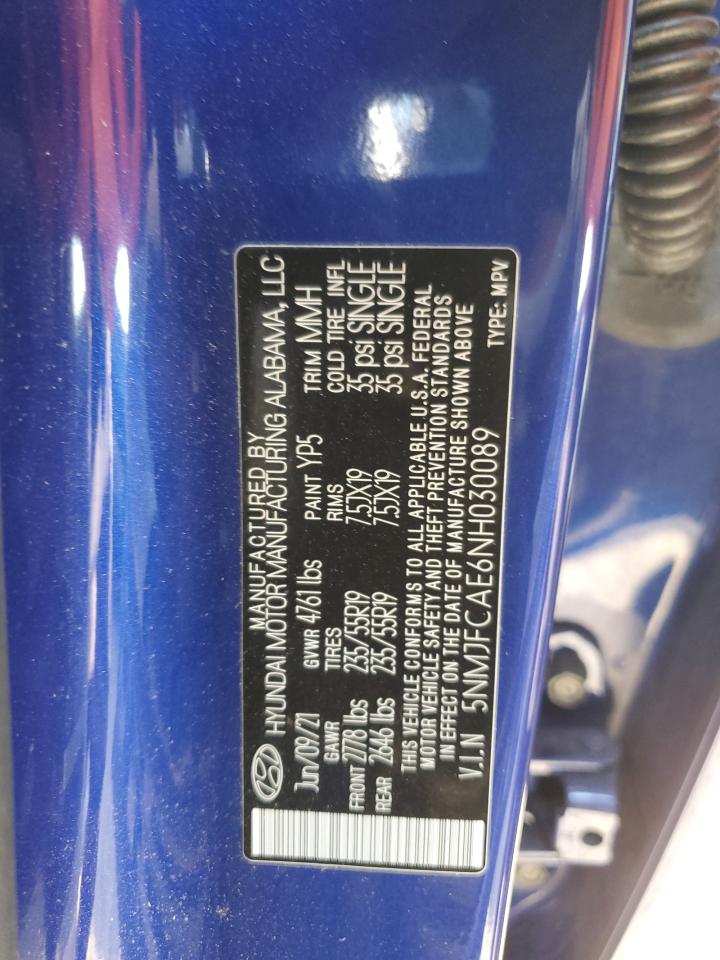 MANUFACTURED BY
HYUNDAI MOTOR MANUFACTURING ALABAMA, LLC
Jun/09/21 GVWR 4761 lbs PAINT YP5 TRIM MMH
GAWR TIRES RIMS COLD TIRE INFL
FRONT 2778 lbs 235/55R19 7.5JX19 35 psi SINGLE
REAR 2646 lbs 235/55R19 7.5JX19 35 psi SINGLE
THIS VEHICLE CONFORMS TO ALL APPLICABLE U.S.A. FEDERAL
MOTOR VEHICLE SAFETY AND THEFT PREVENTION STANDARDS
IN EFFECT ON THE DATE OF MANUFACTURE SHOWN ABOVE
V.I.N 5NMJFCAE6NH030089 TYPE: MPV